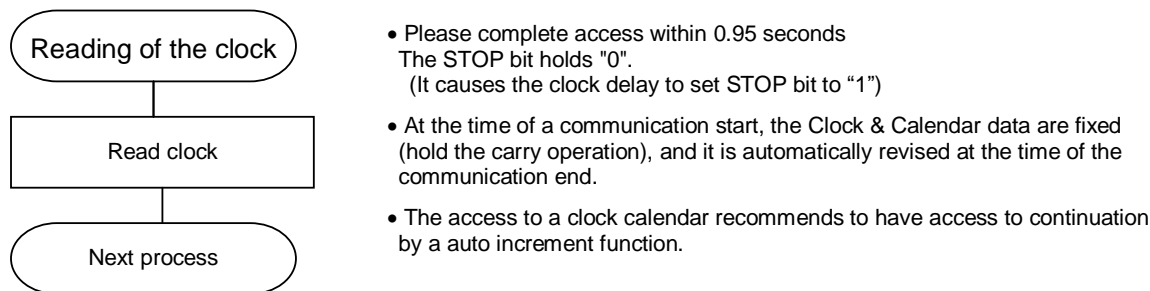 Reading of the clock
Read clock
Next process
• Please complete access within 0.95 seconds
The STOP bit holds "0".
(It causes the clock delay to set STOP bit to “1”)
• At the time of a communication start, the Clock & Calendar data are fixed
(hold the carry operation), and it is automatically revised at the time of the
communication end.
• The access to a clock calendar recommends to have access to continuation
by a auto increment function.